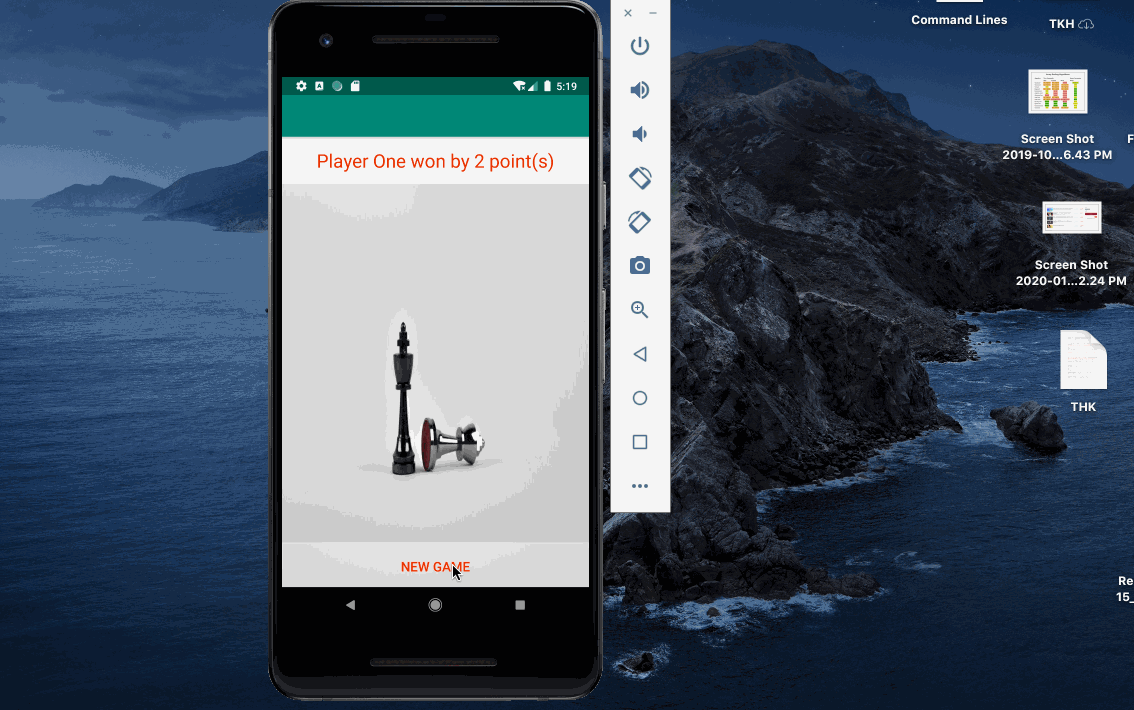 5:19
Player One won by 2 point(s)
NEW GAME
Command Lines
TKH
Screen Shot
2019-10...6.43 PM
F
Screen Shot
2020-01...2.24 PM
THK
Re
15_